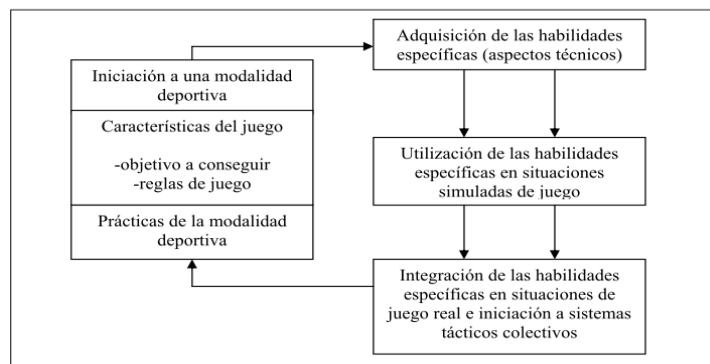 Iniciación a una modalidad
deportiva
Características del juego
-objetivo a conseguir
-reglas de juego
Prácticas de la modalidad
deportiva
Adquisición de las habilidades
específicas (aspectos técnicos)
Utilización de las habilidades
específicas en situaciones
simuladas de juego
Integración de las habilidades
específicas en situaciones de
juego real e iniciación a sistemas
tácticos colectivos